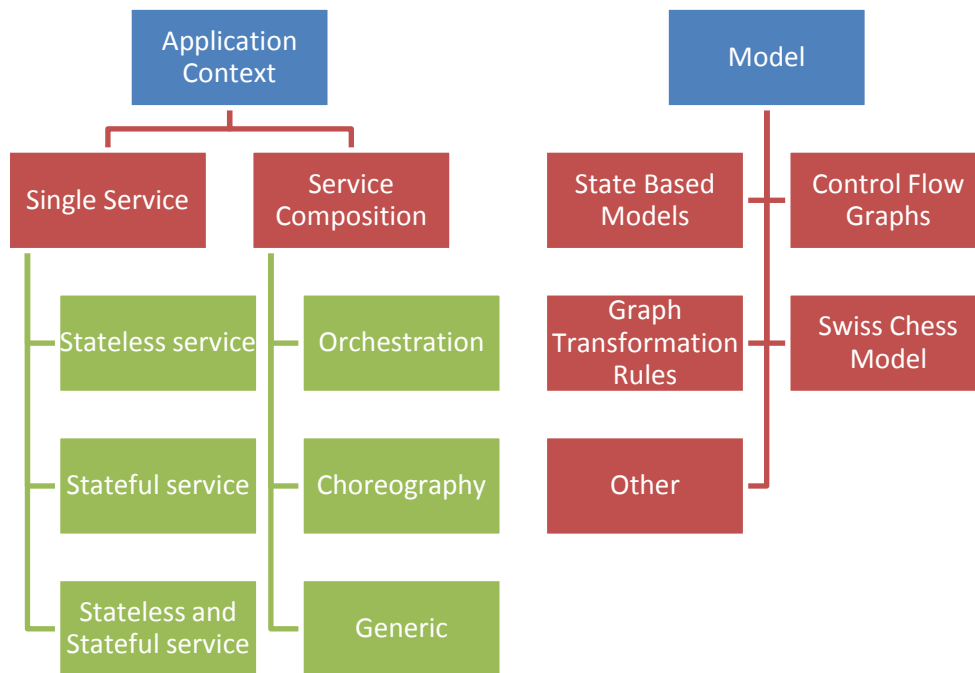 Application
Context
Model
Single Service
Service
Composition
State Based
Models
Control Flow
Graphs
Stateless service
Orchestration
Graph
Transformation
Rules
Swiss Chess
Model
Stateful service
Choreography
Other
Stateless and
Stateful service
Generic